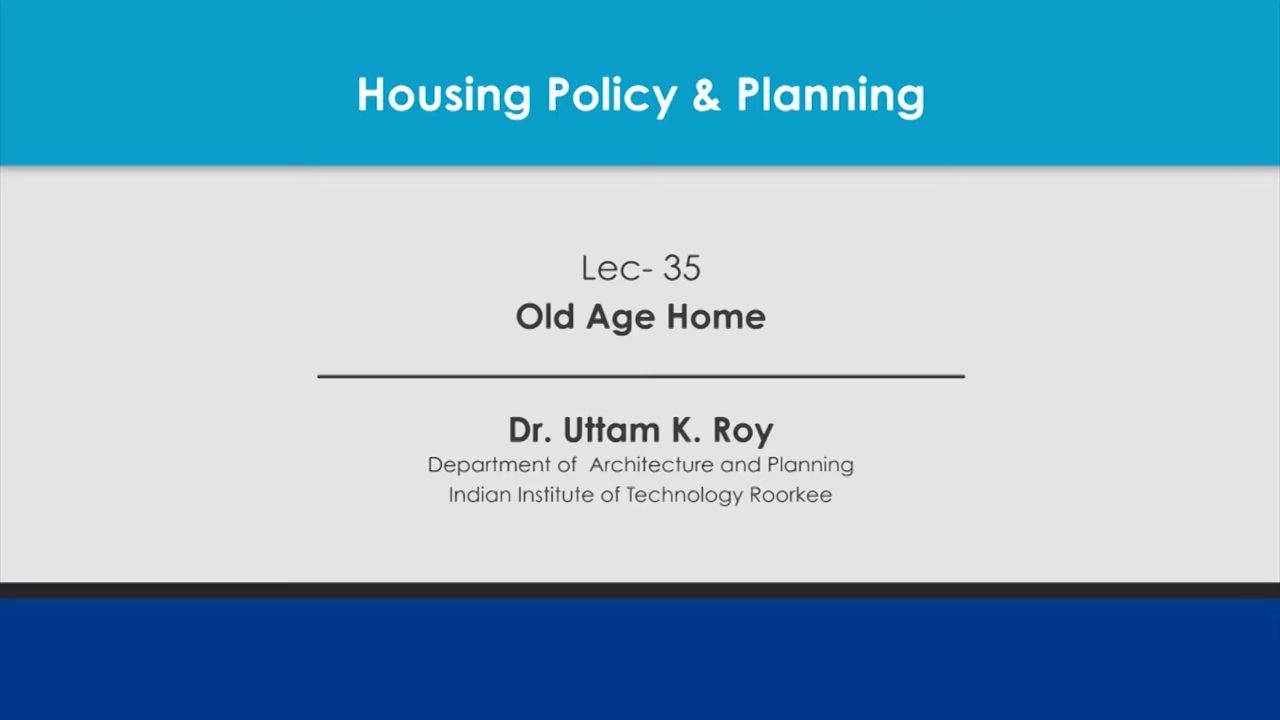 Housing Policy & Planning
Lec- 35
Old Age Home
Dr. Uttam K. Roy
Department of Architecture and Planning
Indian Institute of Technology Roorkee